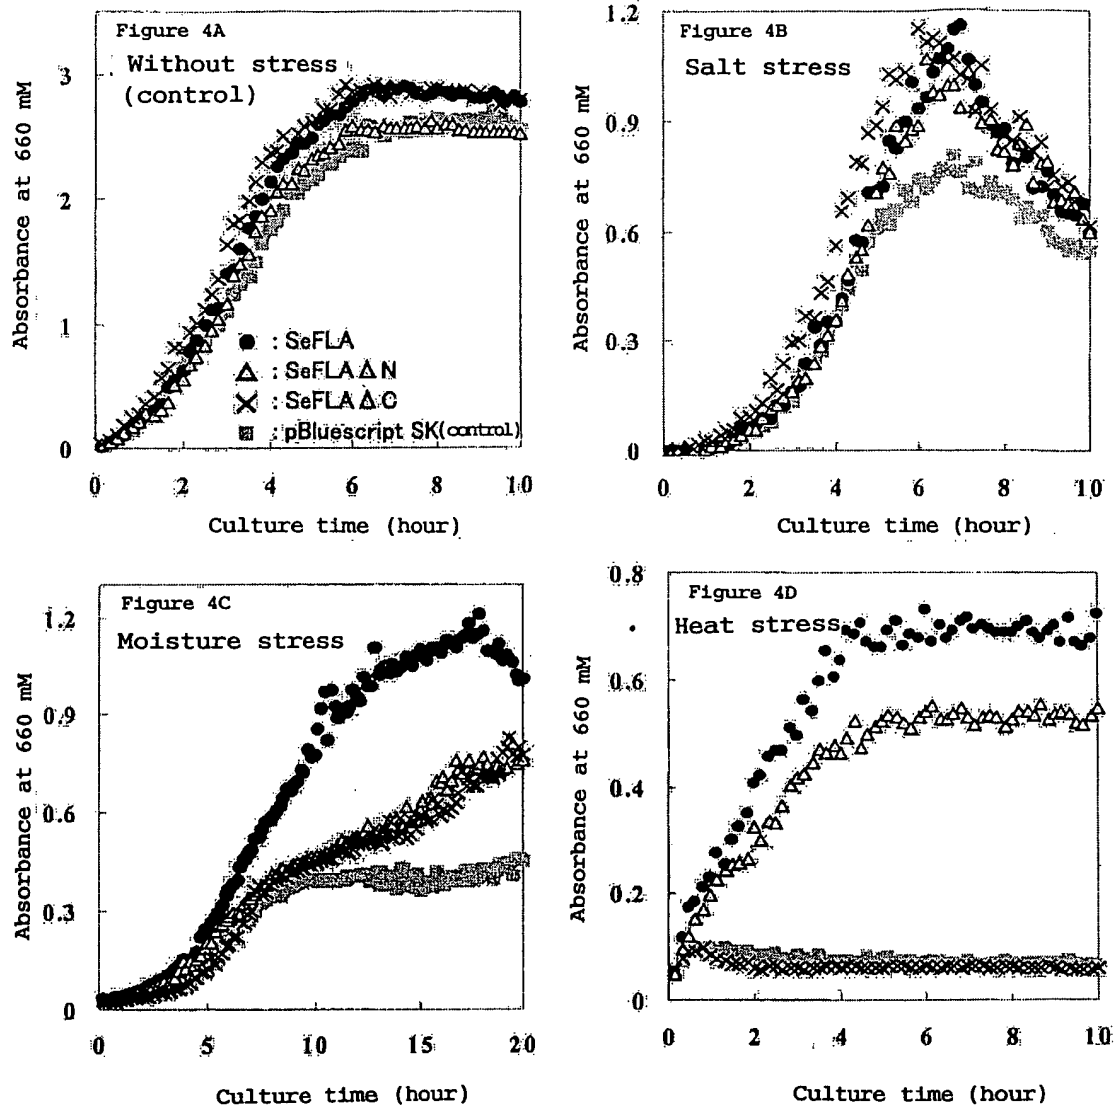 Figure 4A
Without stress
(control)
Absorbance at 660 mM
3
2
1
0
● : SeFLA
△ : SeFLA Δ N
× : SeFLA Δ C
■ : pBluescript SK(control)
0 2 4 6 8 10
Culture time (hour)
Figure 4B
Salt stress
Absorbance at 660 mM
1.2
0.9
0.6
0.3
0
0 2 4 6 8 10
Culture time (hour)
Figure 4C
Moisture stress
Absorbance at 660 mM
1.2
0.9
0.6
0.3
0
0 5 10 15 20
Culture time (hour)
Figure 4D
Heat stress
Absorbance at 660 mM
0.8
0.6
0.4
0.2
0
0 2 4 6 8 10
Culture time (hour)